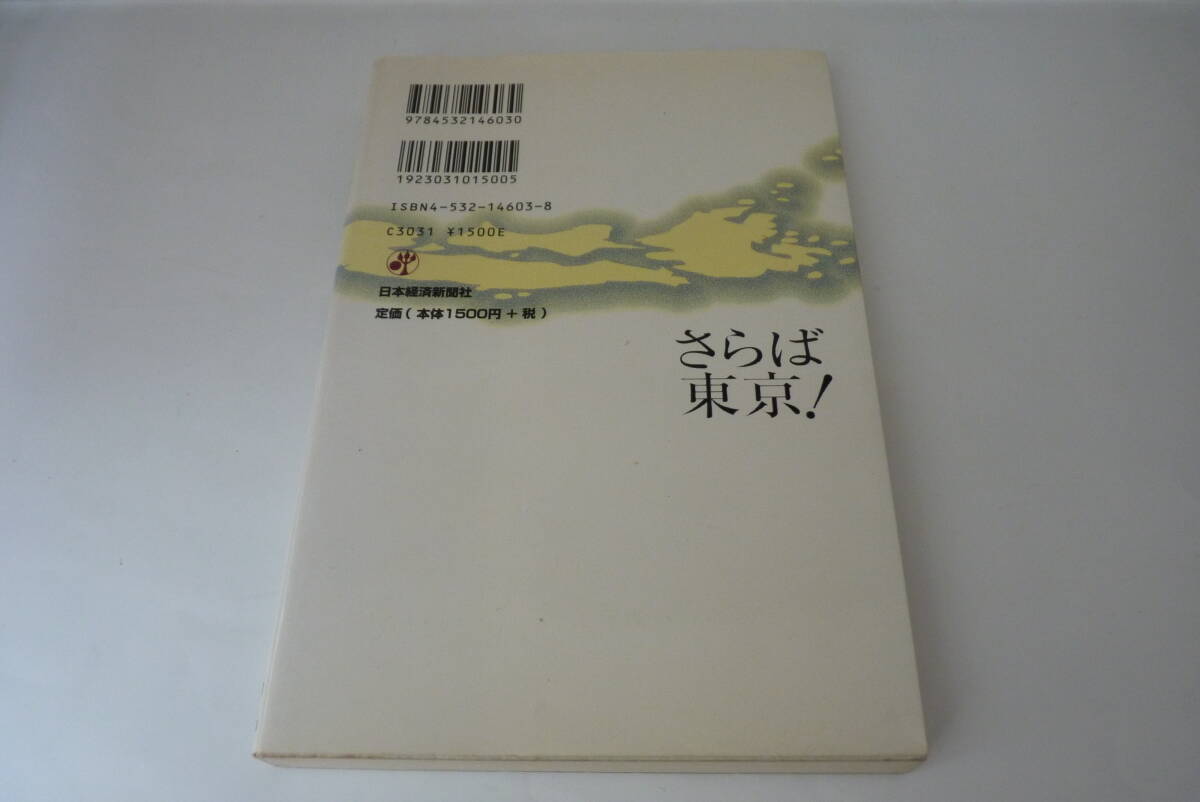 9784532146030
1923031015005
ISBN4-532-14603-8
C3031 ¥1500E
日本経済新聞社
定価(本体1500円+税)
さらば
東京!